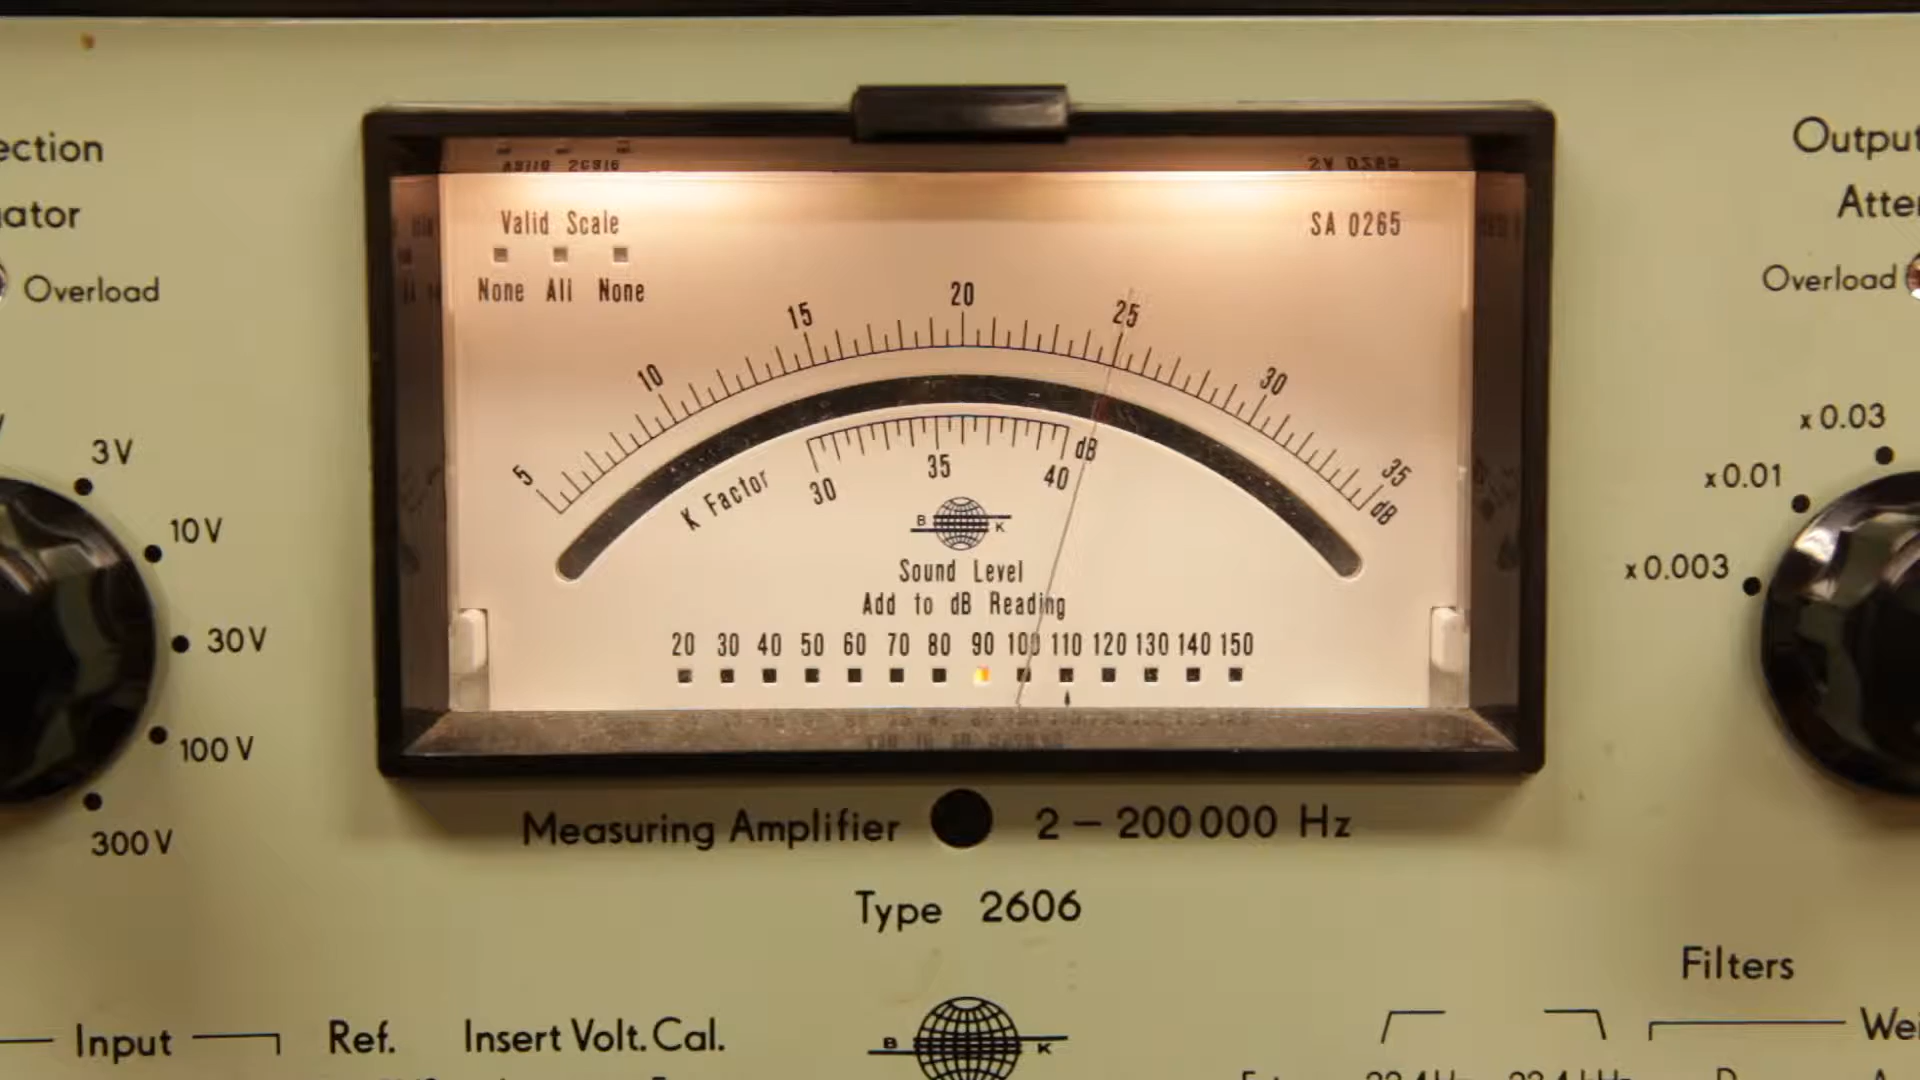 ection
ator
Overload
3V
10V
30V
100V
300V
Valid Scale
None All None
SA 0265
5 10 15 20 25 30 35 dB
K Factor 30 35 40 dB
B K
Sound Level
Add to dB Reading
20 30 40 50 60 70 80 90 100 110 120 130 140 150
Output
Atte
Overload
x 0.03
x 0.01
x 0.003
Measuring Amplifier 2 – 200000 Hz
Type 2606
Filters
Input Ref. Insert Volt. Cal.
B K
Wei